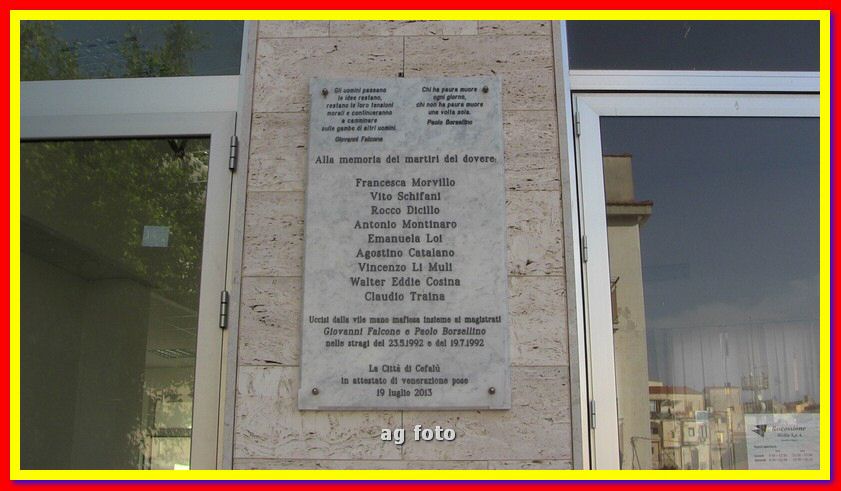 Gli uomini passano
le idee restano,
restano le loro tensioni
morali e continueranno
a camminare
sulle gambe di altri uomini.
Giovanni Falcone
Chi ha paura muore
ogni giorno,
chi non ha paura muore
una volta sola.
Paolo Borsellino
Alla memoria dei martiri del dovere:
Francesca Morvillo
Vito Schifani
Rocco Dicillo
Antonio Montinaro
Emanuela Loi
Agostino Catalano
Vincenzo Li Muli
Walter Eddie Cosina
Claudio Traina
Uccisi dalla vile mano mafiosa insieme ai magistrati
Giovanni Falcone e Paolo Borsellino
nelle stragi del 23.5.1992 e del 19.7.1992
La Città di Cefalù
in attestato di venerazione pose
19 luglio 2013
ag foto
Riscossione
Sicilia S.p.A.